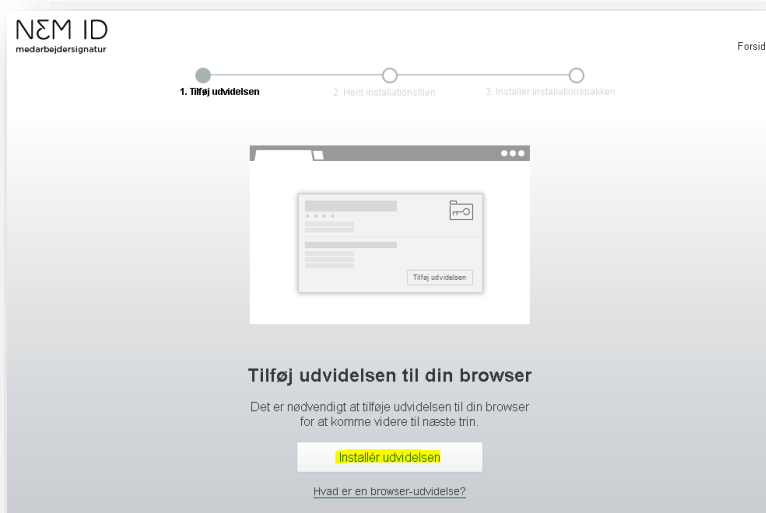 NEM ID
medarbejdersignatur
Forsid
1. Tilføj udvidelsen
2. Hent installationsfilen
3. Installer installationspakken
Tilføj udvidelsen
Tilføj udvidelsen til din browser
Det er nødvendigt at tilføje udvidelsen til din browser
for at komme videre til næste trin.
Installér udvidelsen
Hvad er en browser-udvidelse?